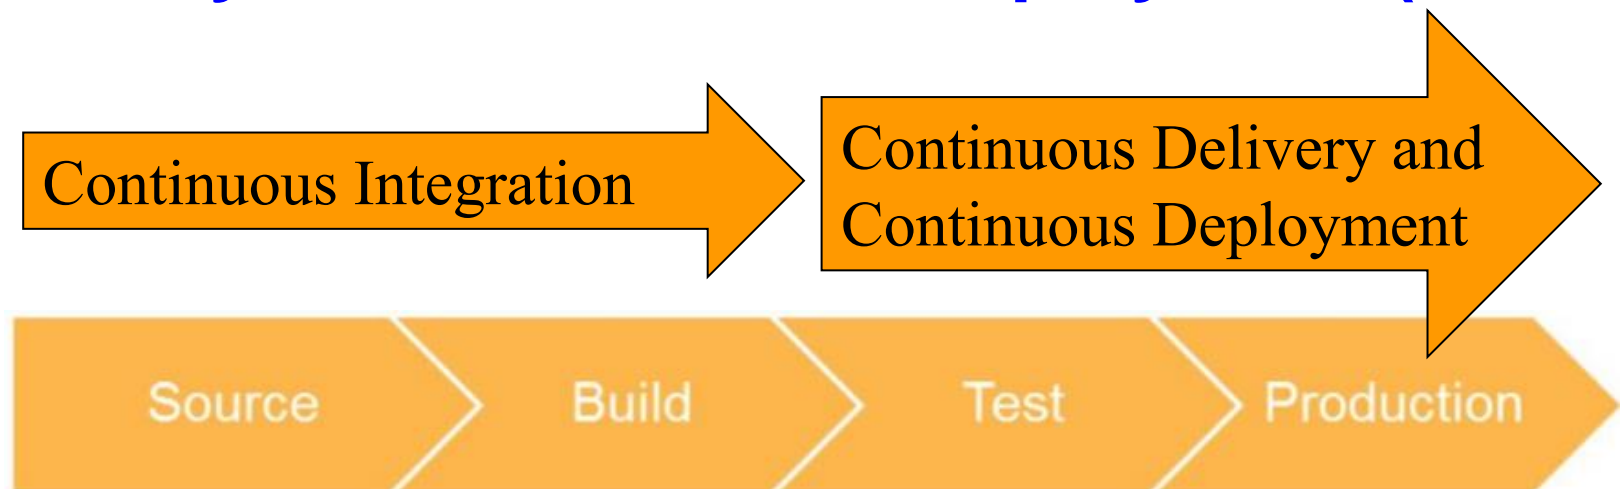 Continuous Integration
Continuous Delivery and
Continuous Deployment
Source
Build
Test
Production